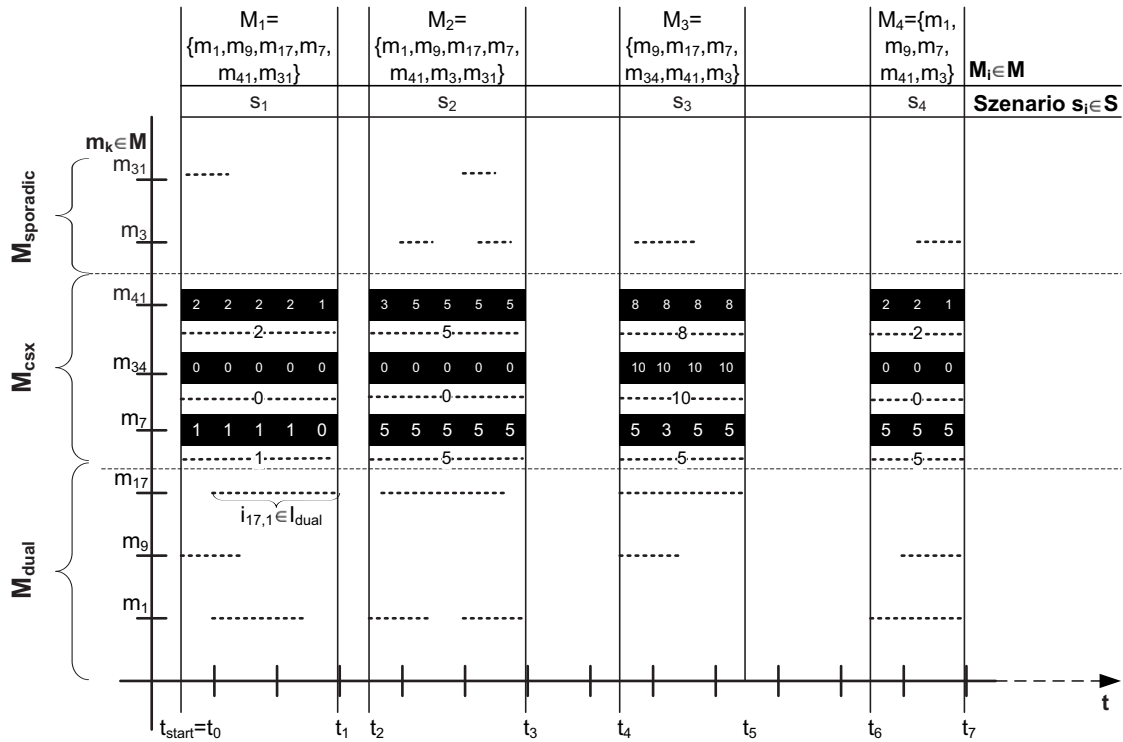 M1=
{m1,m9,m17,m7,
m41,m31}
M2=
{m1,m9,m17,m7,
m41,m3,m31}
M3=
{m9,m17,m7,
m34,m41,m3}
M4={m1,
m9,m7,
m41,m3}
Mi∈M
s1
s2
s3
s4
Szenario si∈S
mk∈M
Msporadic
m31
m3
Mcsx
m41
2 2 2 2 1
3 5 5 5 5
8 8 8 8
2 2 1
2
5
8
2
m34
0 0 0 0 0
0 0 0 0 0
10 10 10 10
0 0 0
0
0
10
0
m7
1 1 1 1 0
5 5 5 5 5
5 3 5 5
5 5 5
1
5
5
5
Mdual
m17
i17,1∈Idual
m9
m1
t
tstart=t0
t1
t2
t3
t4
t5
t6
t7